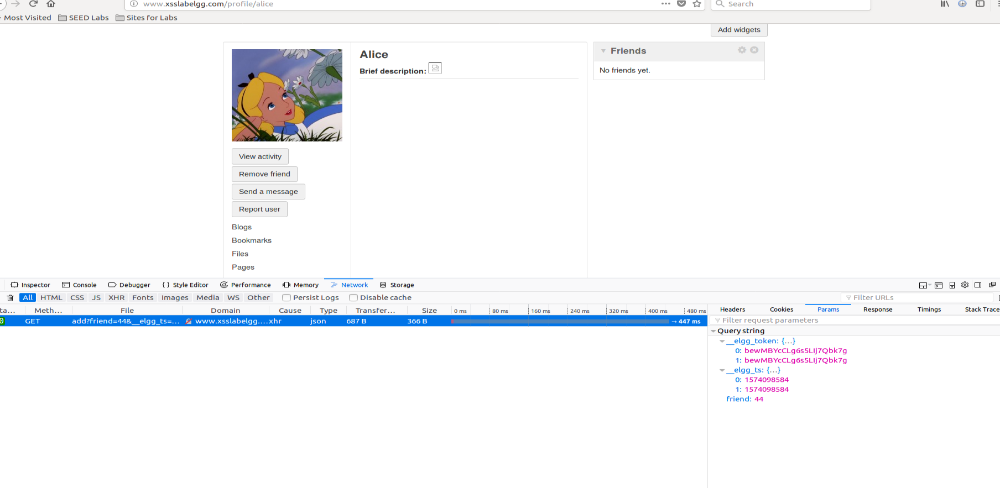 www.xsslabelgg.com/profile/alice
Search
Most Visited SEED Labs Sites for Labs
Add widgets
Alice
Brief description:
Friends
No friends yet.
View activity
Remove friend
Send a message
Report user
Blogs
Bookmarks
Files
Pages
Inspector Console Debugger { } Style Editor Performance Memory Network Storage
All HTML CSS JS XHR Fonts Images Media WS Other Persist Logs Disable cache Filter URLs
ta... Meth... File Domain Cause Type Transfer... Size 0 ms 80 ms 160 ms 240 ms 320 ms 400 ms 480 ms
0 GET add?friend=44&__elgg_ts=... www.xsslabelgg.... xhr json 687 B 366 B → 447 ms
Headers Cookies Params Response Timings Stack Trace
Filter request parameters
Query string
__elgg_token: {...}
0: bewMBYcCLg6s5LIj7Qbk7g
1: bewMBYcCLg6s5LIj7Qbk7g
__elgg_ts: {...}
0: 1574098584
1: 1574098584
friend: 44